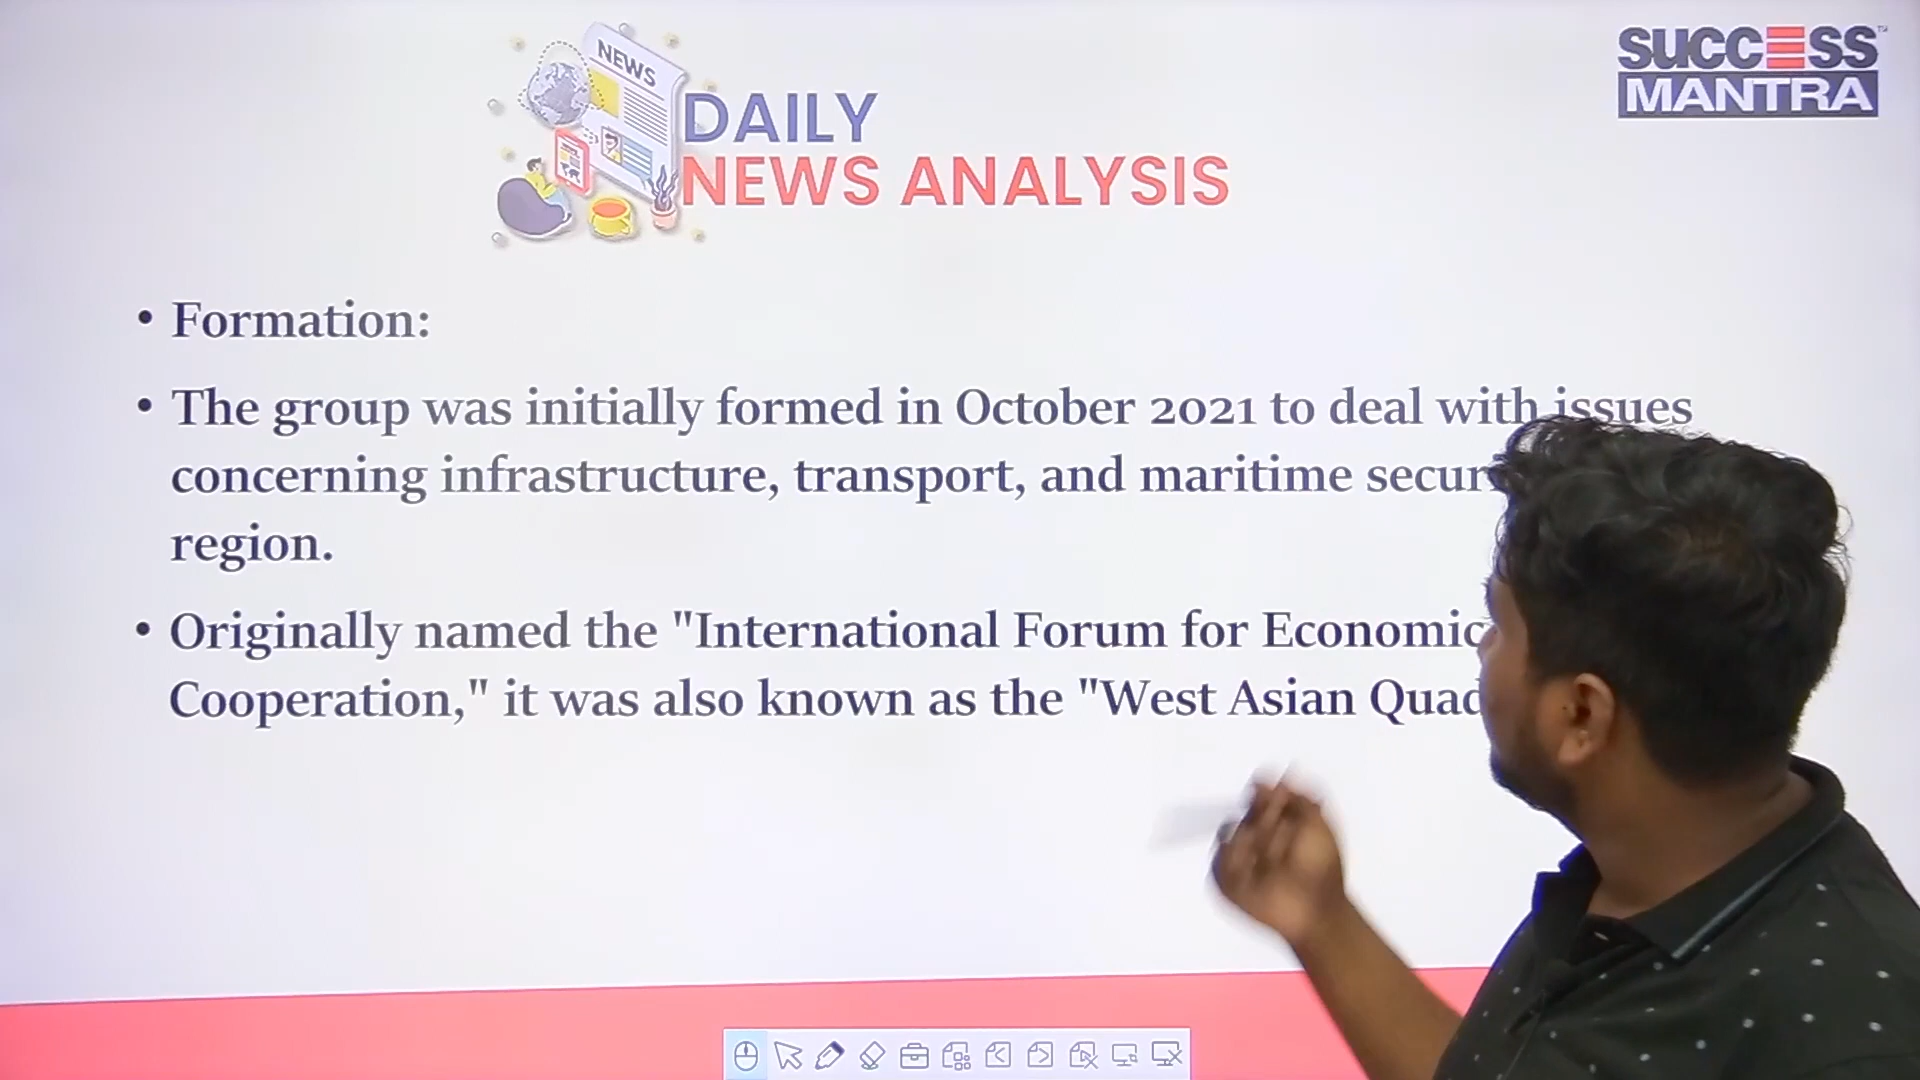 NEWS
DAILY
NEWS ANALYSIS
SUCCESS
MANTRA
• Formation:
• The group was initially formed in October 2021 to deal with issues
concerning infrastructure, transport, and maritime
region.
• Originally named the "International Forum for Economic
Cooperation," it was also known as the "West Asian Quad